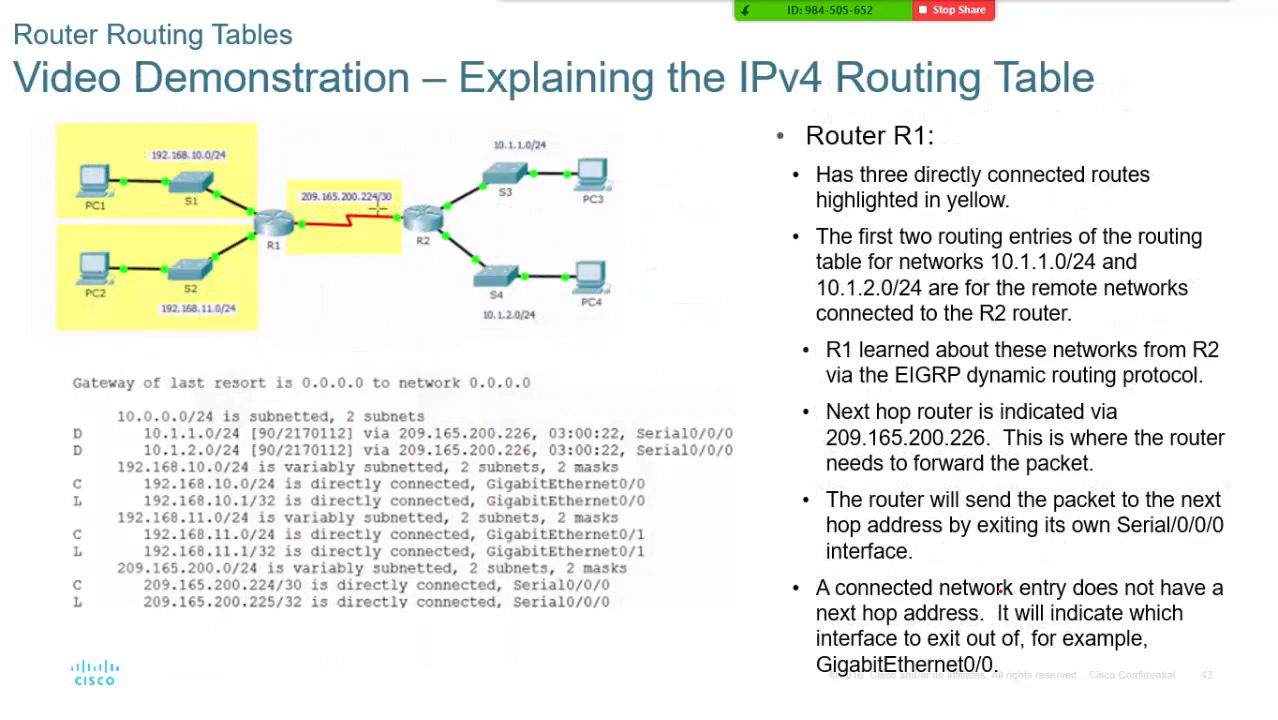 ID: 984-505-652
Stop Share
Router Routing Tables
Video Demonstration – Explaining the IPv4 Routing Table
192.168.10.0/24
PC1
S1
209.165.200.224/30
R1
R2
10.1.1.0/24
S3
PC3
PC2
S2
192.168.11.0/24
S4
PC4
10.1.2.0/24
Gateway of last resort is 0.0.0.0 to network 0.0.0.0
10.0.0.0/24 is subnetted, 2 subnets
D 10.1.1.0/24 [90/2170112] via 209.165.200.226, 03:00:22, Serial0/0/0
D 10.1.2.0/24 [90/2170112] via 209.165.200.226, 03:00:22, Serial0/0/0
192.168.10.0/24 is variably subnetted, 2 subnets, 2 masks
C 192.168.10.0/24 is directly connected, GigabitEthernet0/0
L 192.168.10.1/32 is directly connected, GigabitEthernet0/0
192.168.11.0/24 is variably subnetted, 2 subnets, 2 masks
C 192.168.11.0/24 is directly connected, GigabitEthernet0/1
L 192.168.11.1/32 is directly connected, GigabitEthernet0/1
209.165.200.0/24 is variably subnetted, 2 subnets, 2 masks
C 209.165.200.224/30 is directly connected, Serial0/0/0
L 209.165.200.225/32 is directly connected, Serial0/0/0
• Router R1:
• Has three directly connected routes
highlighted in yellow.
• The first two routing entries of the routing
table for networks 10.1.1.0/24 and
10.1.2.0/24 are for the remote networks
connected to the R2 router.
• R1 learned about these networks from R2
via the EIGRP dynamic routing protocol.
• Next hop router is indicated via
209.165.200.226. This is where the router
needs to forward the packet.
• The router will send the packet to the next
hop address by exiting its own Serial/0/0/0
interface.
• A connected network entry does not have a
next hop address. It will indicate which
interface to exit out of, for example,
GigabitEthernet0/0.
CISCO
© 2016 Cisco and/or its affiliates. All rights reserved. Cisco Confidential
43